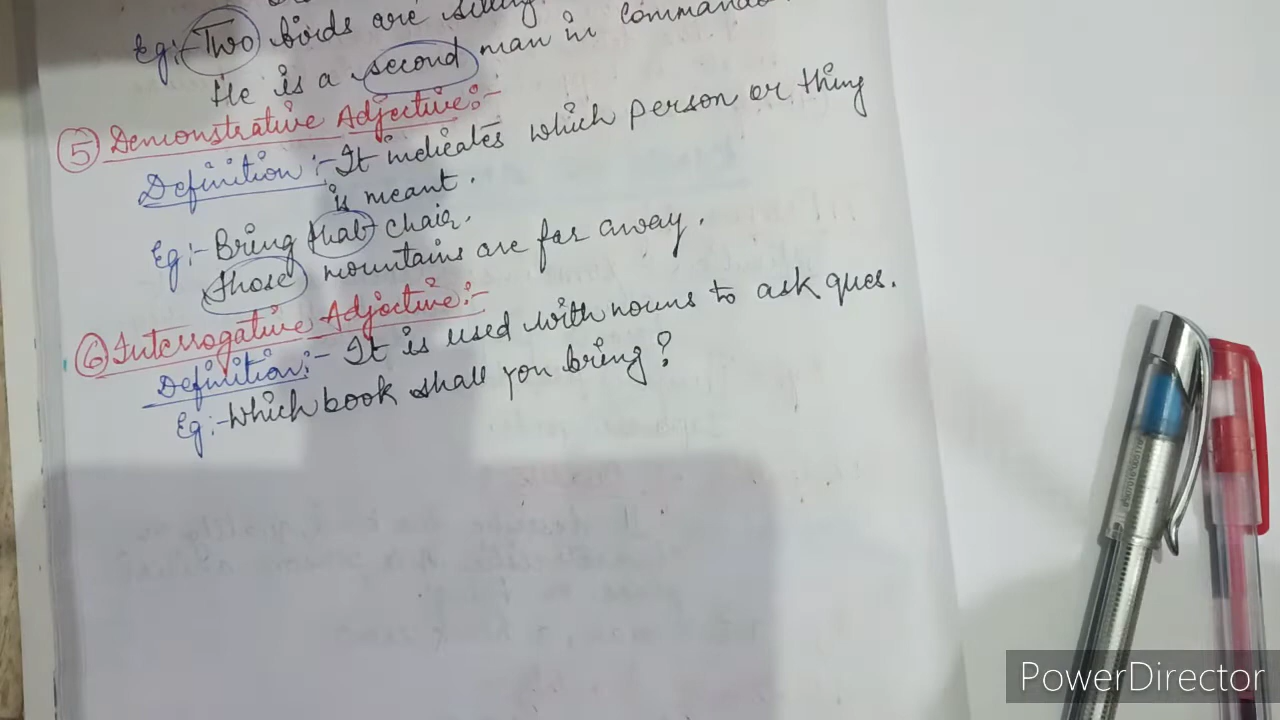 Eg:- Two birds are sitting
He is a second man in command.
⑤ Demonstrative Adjective:-
Definition:- It indicates which person or thing
is meant.
Eg:- Bring that chair.
those mountains are far away.
⑥ Interrogative Adjective:-
Definition:- It is used with nouns to ask ques.
Eg:- Which book shall you bring?
PowerDirector